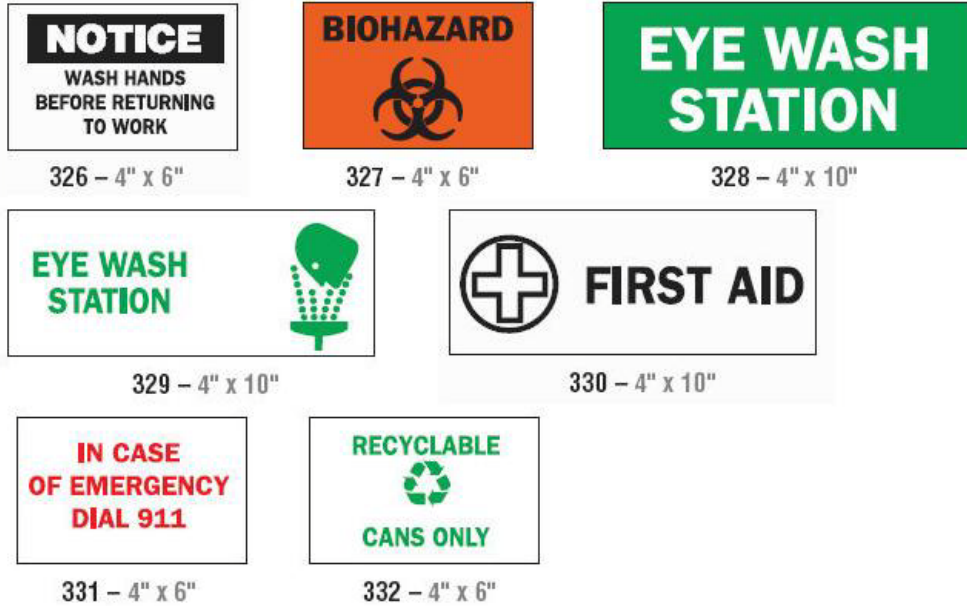 NOTICE
WASH HANDS
BEFORE RETURNING
TO WORK
326 – 4" x 6"
BIOHAZARD
327 – 4" x 6"
EYE WASH
STATION
328 – 4" x 10"
EYE WASH
STATION
329 – 4" x 10"
FIRST AID
330 – 4" x 10"
IN CASE
OF EMERGENCY
DIAL 911
331 – 4" x 6"
RECYCLABLE
CANS ONLY
332 – 4" x 6"